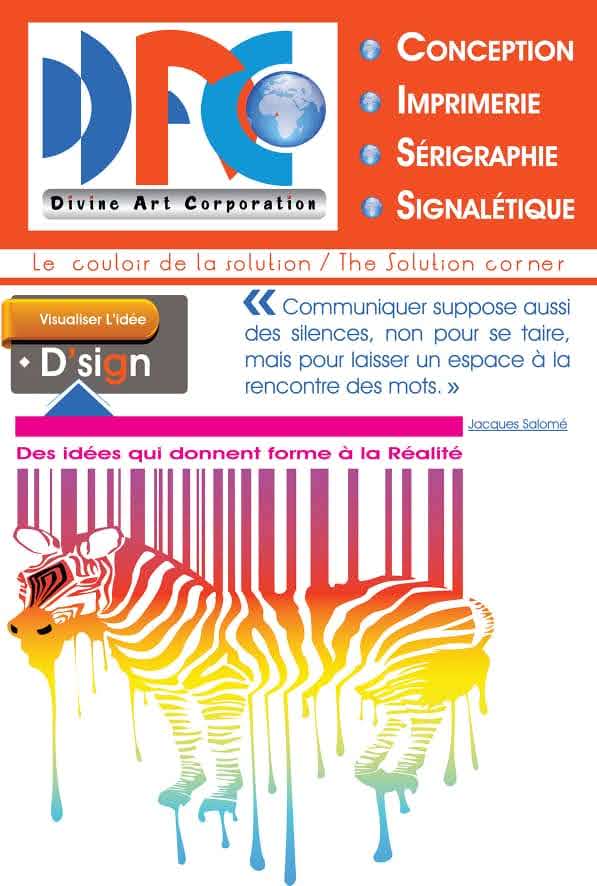 DAC
Divine Art Corporation
CONCEPTION
IMPRIMERIE
SÉRIGRAPHIE
SIGNALÉTIQUE
Le couloir de la solution / The Solution corner
Visualiser L'idée
D'sign
« Communiquer suppose aussi
des silences, non pour se taire,
mais pour laisser un espace à la
rencontre des mots. »
Jacques Salomé
Des idées qui donnent forme à la Réalité